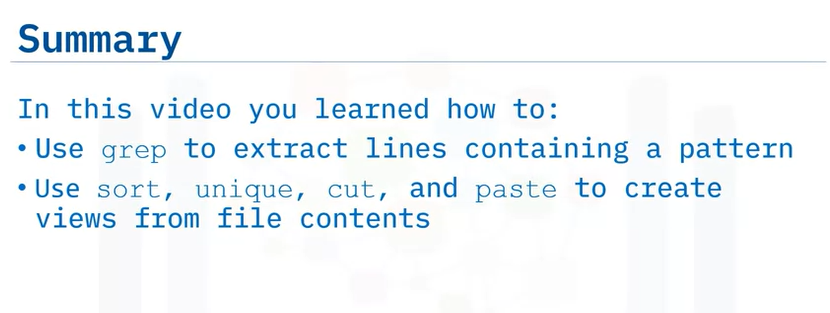 Summary
In this video you learned how to:
• Use grep to extract lines containing a pattern
• Use sort, unique, cut, and paste to create
views from file contents